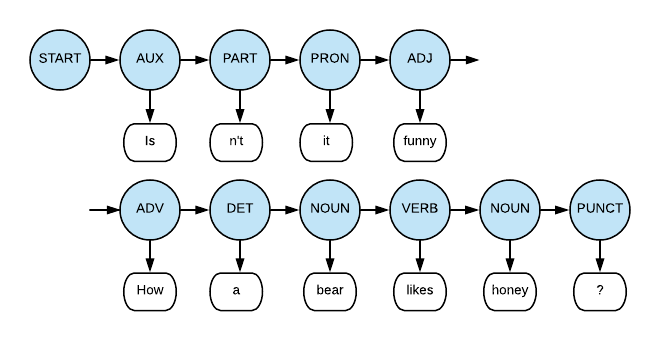 START AUX PART PRON ADJ
Is n't it funny
ADV DET NOUN VERB NOUN PUNCT
How a bear likes honey ?